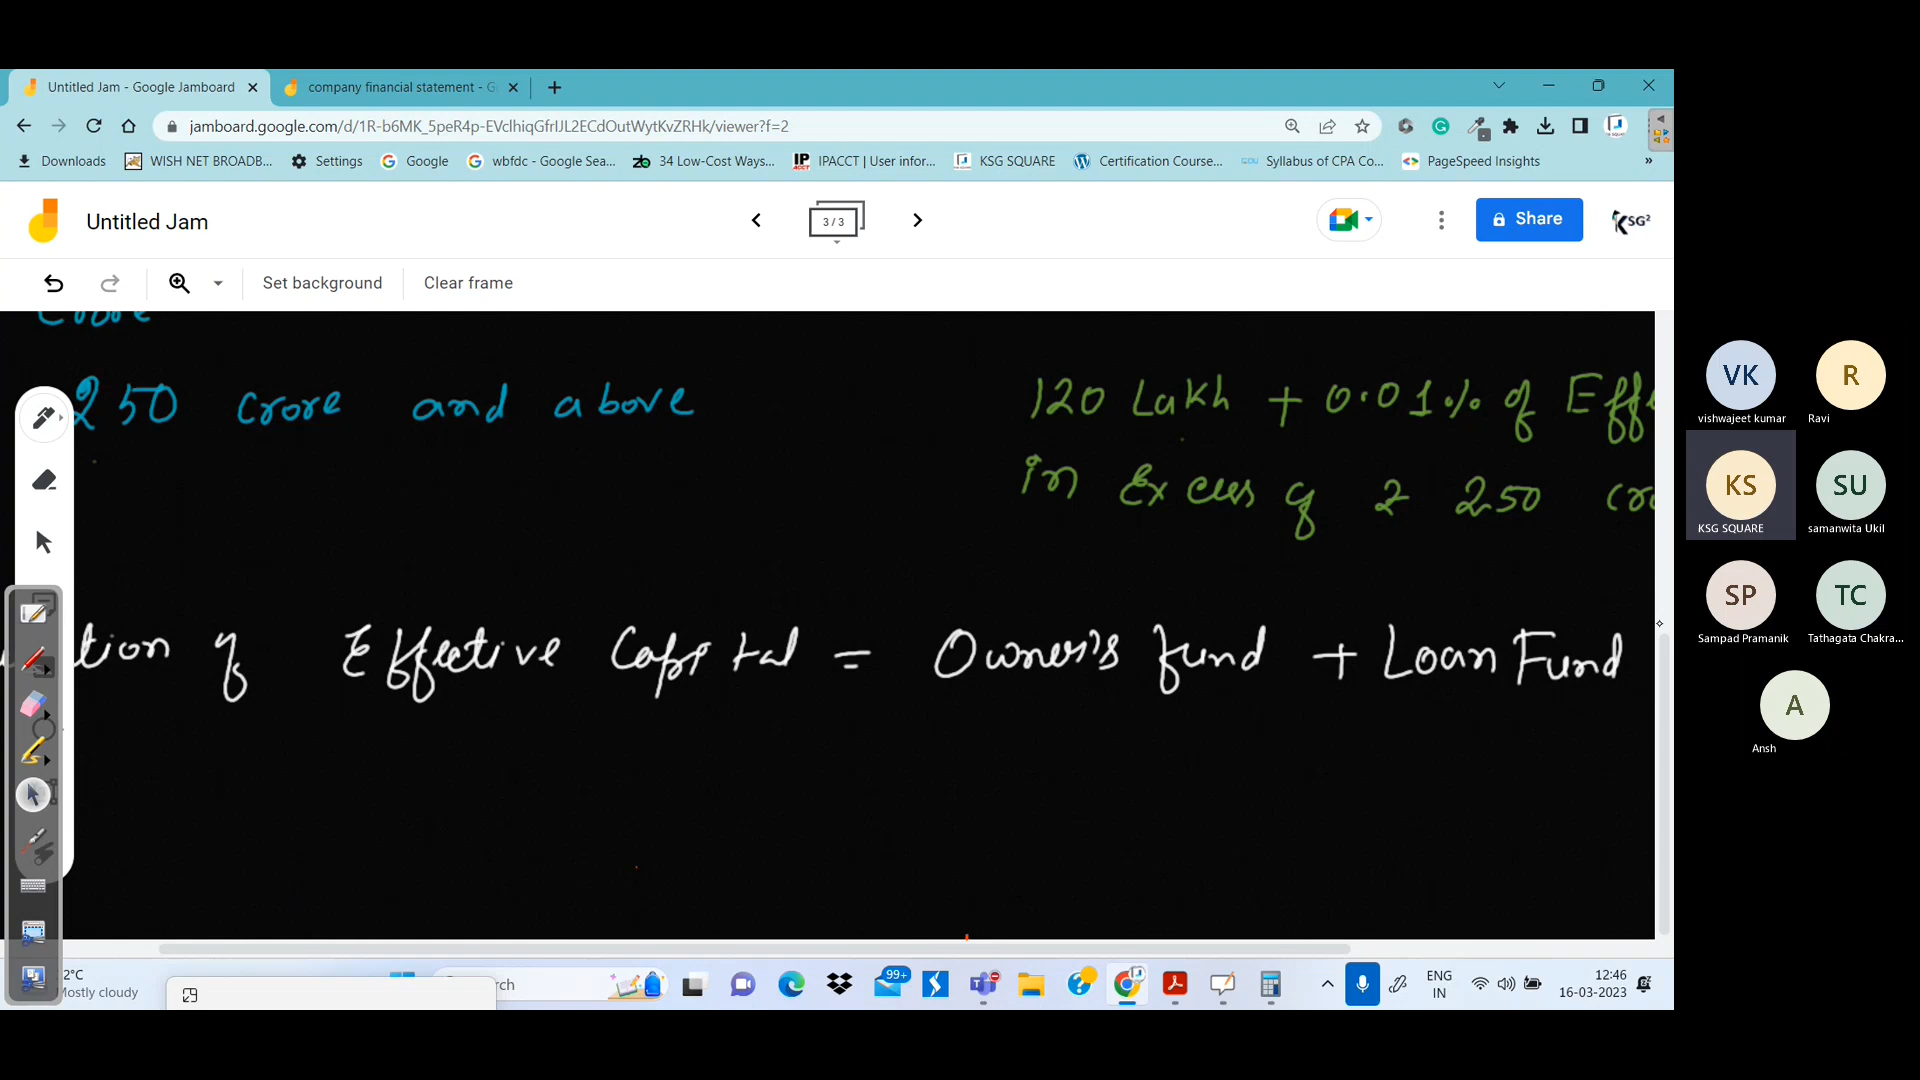 Untitled Jam - Google Jamboard
company financial statement - G
jamboard.google.com/d/1R-b6MK_5peR4p-EVclhiqGfrIJL2ECdOutWytKvZRHk/viewer?f=2
Downloads WISH NET BROADB... Settings Google wbfdc - Google Sea... 34 Low-Cost Ways... IPACCT | User infor... KSG SQUARE Certification Course... Syllabus of CPA Co... PageSpeed Insights »
Untitled Jam
3 / 3
Share
KSG²
Set background
Clear frame
Crore
250 crore and above
120 Lakh + 0.01% of Eff
in Excess of ₹ 250 cro
tion of Effective Capital = Owner's fund + Loan Fund
VK
vishwajeet kumar
R
Ravi
KS
KSG SQUARE
SU
samanwita Ukil
SP
Sampad Pramanik
TC
Tathagata Chakra...
A
Ansh
2°C
Mostly cloudy
rch
99+
ENG
IN
12:46
16-03-2023